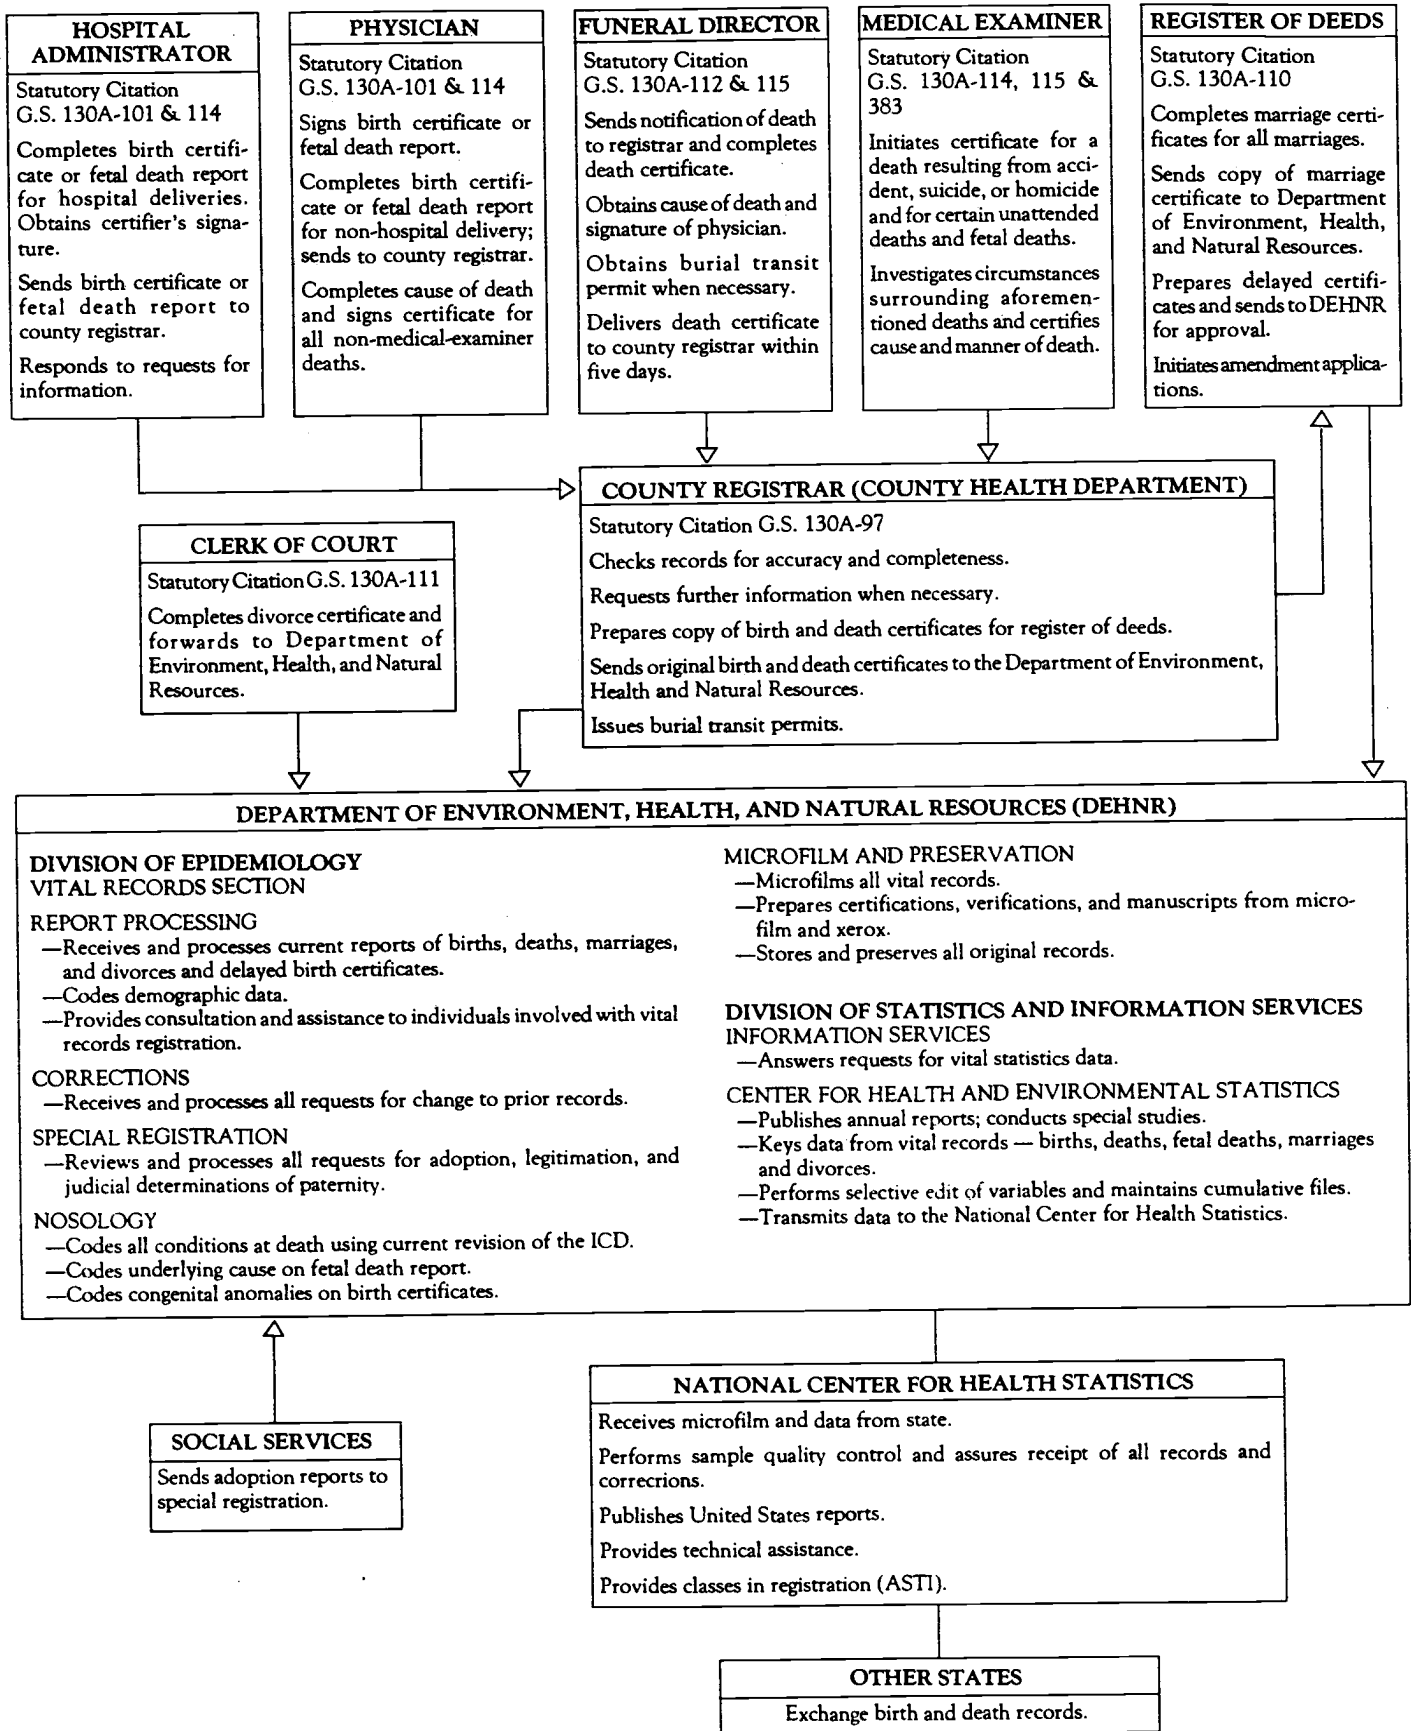 HOSPITAL
ADMINISTRATOR
Statutory Citation
G.S. 130A-101 & 114
Completes birth certifi-
cate or fetal death report
for hospital deliveries.
Obtains certifier's signa-
ture.
Sends birth certificate or
fetal death report to
county registrar.
Responds to requests for
information.
PHYSICIAN
Statutory Citation
G.S. 130A-101 & 114
Signs birth certificate or
fetal death report.
Completes birth certifi-
cate or fetal death report
for non-hospital delivery;
sends to county registrar.
Completes cause of death
and signs certificate for
all non-medical-examiner
deaths.
FUNERAL DIRECTOR
Statutory Citation
G.S. 130A-112 & 115
Sends notification of death
to registrar and completes
death certificate.
Obtains cause of death and
signature of physician.
Obtains burial transit
permit when necessary.
Delivers death certificate
to county registrar within
five days.
MEDICAL EXAMINER
Statutory Citation
G.S. 130A-114, 115 &
383
Initiates certificate for a
death resulting from acci-
dent, suicide, or homicide
and for certain unattended
deaths and fetal deaths.
Investigates circumstances
surrounding aforemen-
tioned deaths and certifies
cause and manner of death.
REGISTER OF DEEDS
Statutory Citation
G.S. 130A-110
Completes marriage certi-
ficates for all marriages.
Sends copy of marriage
certificate to Department
of Environment, Health,
and Natural Resources.
Prepares delayed certifi-
cates and sends to DEHNR
for approval.
Initiates amendment applica-
tions.
COUNTY REGISTRAR (COUNTY HEALTH DEPARTMENT)
Statutory Citation G.S. 130A-97
Checks records for accuracy and completeness.
Requests further information when necessary.
Prepares copy of birth and death certificates for register of deeds.
Sends original birth and death certificates to the Department of Environment,
Health and Natural Resources.
Issues burial transit permits.
CLERK OF COURT
Statutory Citation G.S. 130A-111
Completes divorce certificate and
forwards to Department of
Environment, Health, and Natural
Resources.
DEPARTMENT OF ENVIRONMENT, HEALTH, AND NATURAL RESOURCES (DEHNR)
DIVISION OF EPIDEMIOLOGY
VITAL RECORDS SECTION
REPORT PROCESSING
—Receives and processes current reports of births, deaths, marriages,
and divorces and delayed birth certificates.
—Codes demographic data.
—Provides consultation and assistance to individuals involved with vital
records registration.
CORRECTIONS
—Receives and processes all requests for change to prior records.
SPECIAL REGISTRATION
—Reviews and processes all requests for adoption, legitimation, and
judicial determinations of paternity.
NOSOLOGY
—Codes all conditions at death using current revision of the ICD.
—Codes underlying cause on fetal death report.
—Codes congenital anomalies on birth certificates.
MICROFILM AND PRESERVATION
—Microfilms all vital records.
—Prepares certifications, verifications, and manuscripts from micro-
film and xerox.
—Stores and preserves all original records.
DIVISION OF STATISTICS AND INFORMATION SERVICES
INFORMATION SERVICES
—Answers requests for vital statistics data.
CENTER FOR HEALTH AND ENVIRONMENTAL STATISTICS
—Publishes annual reports; conducts special studies.
—Keys data from vital records — births, deaths, fetal deaths, marriages
and divorces.
—Performs selective edit of variables and maintains cumulative files.
—Transmits data to the National Center for Health Statistics.
SOCIAL SERVICES
Sends adoption reports to
special registration.
NATIONAL CENTER FOR HEALTH STATISTICS
Receives microfilm and data from state.
Performs sample quality control and assures receipt of all records and
correcrions.
Publishes United States reports.
Provides technical assistance.
Provides classes in registration (ASTI).
OTHER STATES
Exchange birth and death records.